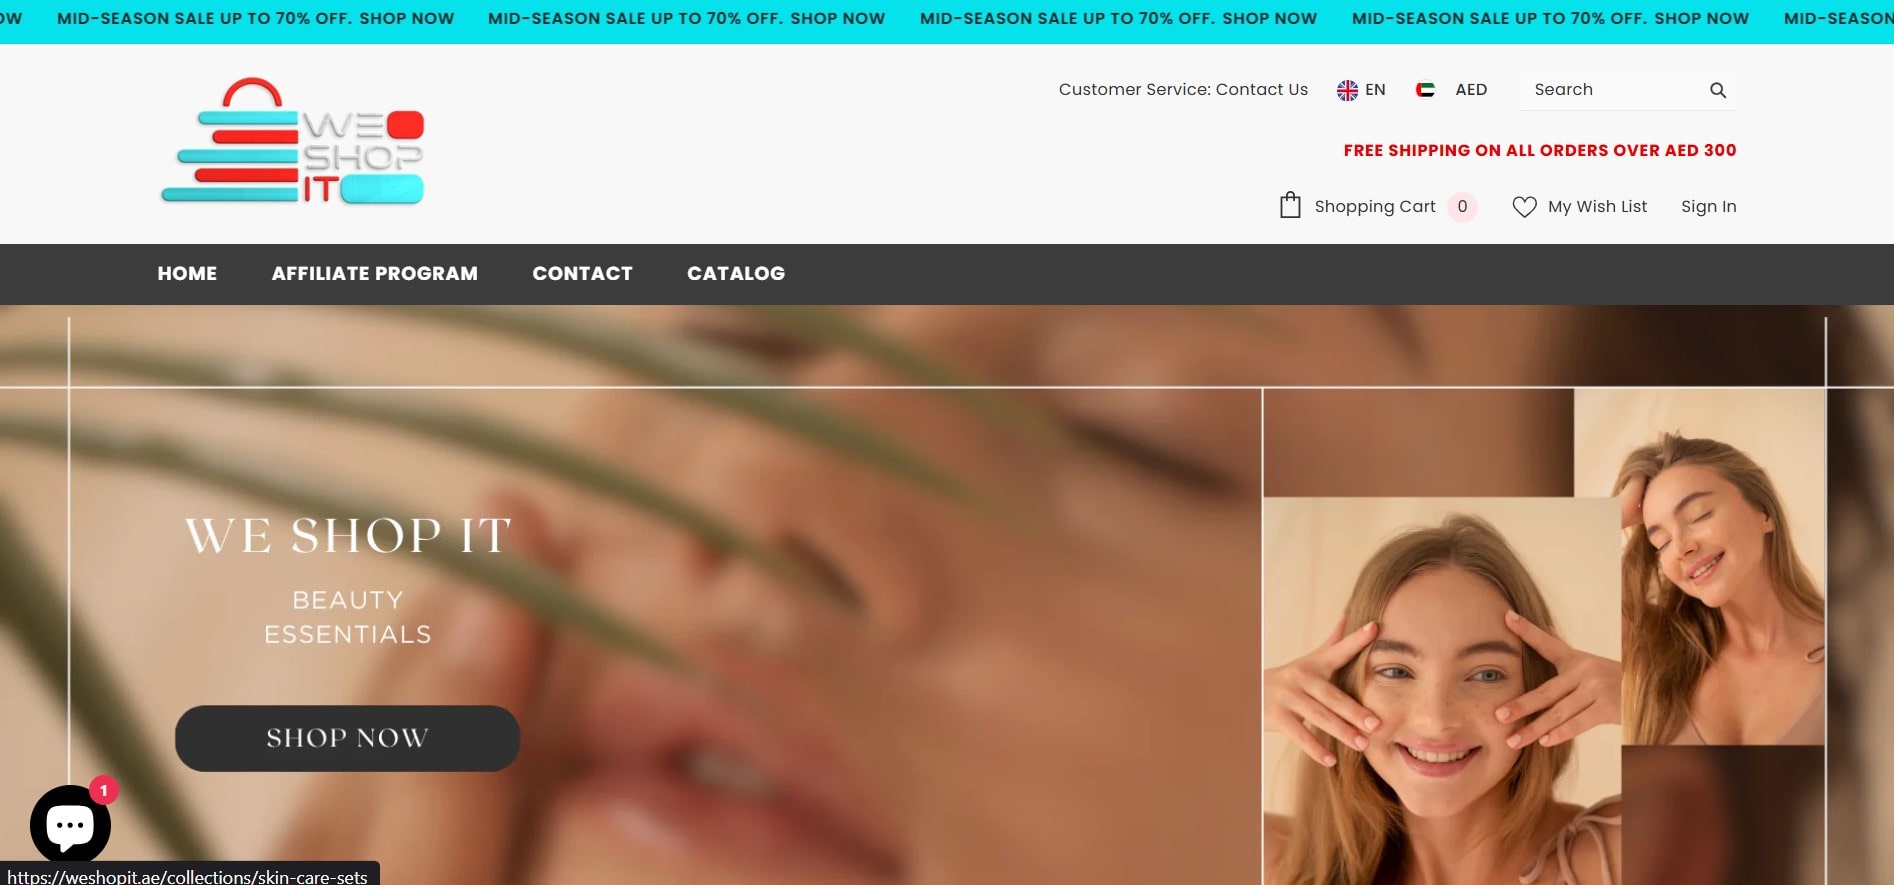 OW MID-SEASON SALE UP TO 70% OFF. SHOP NOW MID-SEASON SALE UP TO 70% OFF. SHOP NOW MID-SEASON SALE UP TO 70% OFF. SHOP NOW MID-SEASON SALE UP TO 70% OFF. SHOP NOW MID-SEASON
WE
SHOP
IT
Customer Service: Contact Us EN AED Search
FREE SHIPPING ON ALL ORDERS OVER AED 300
Shopping Cart 0 My Wish List Sign In
HOME AFFILIATE PROGRAM CONTACT CATALOG
WE SHOP IT
BEAUTY
ESSENTIALS
SHOP NOW
1
https://weshopit.ae/collections/skin-care-sets